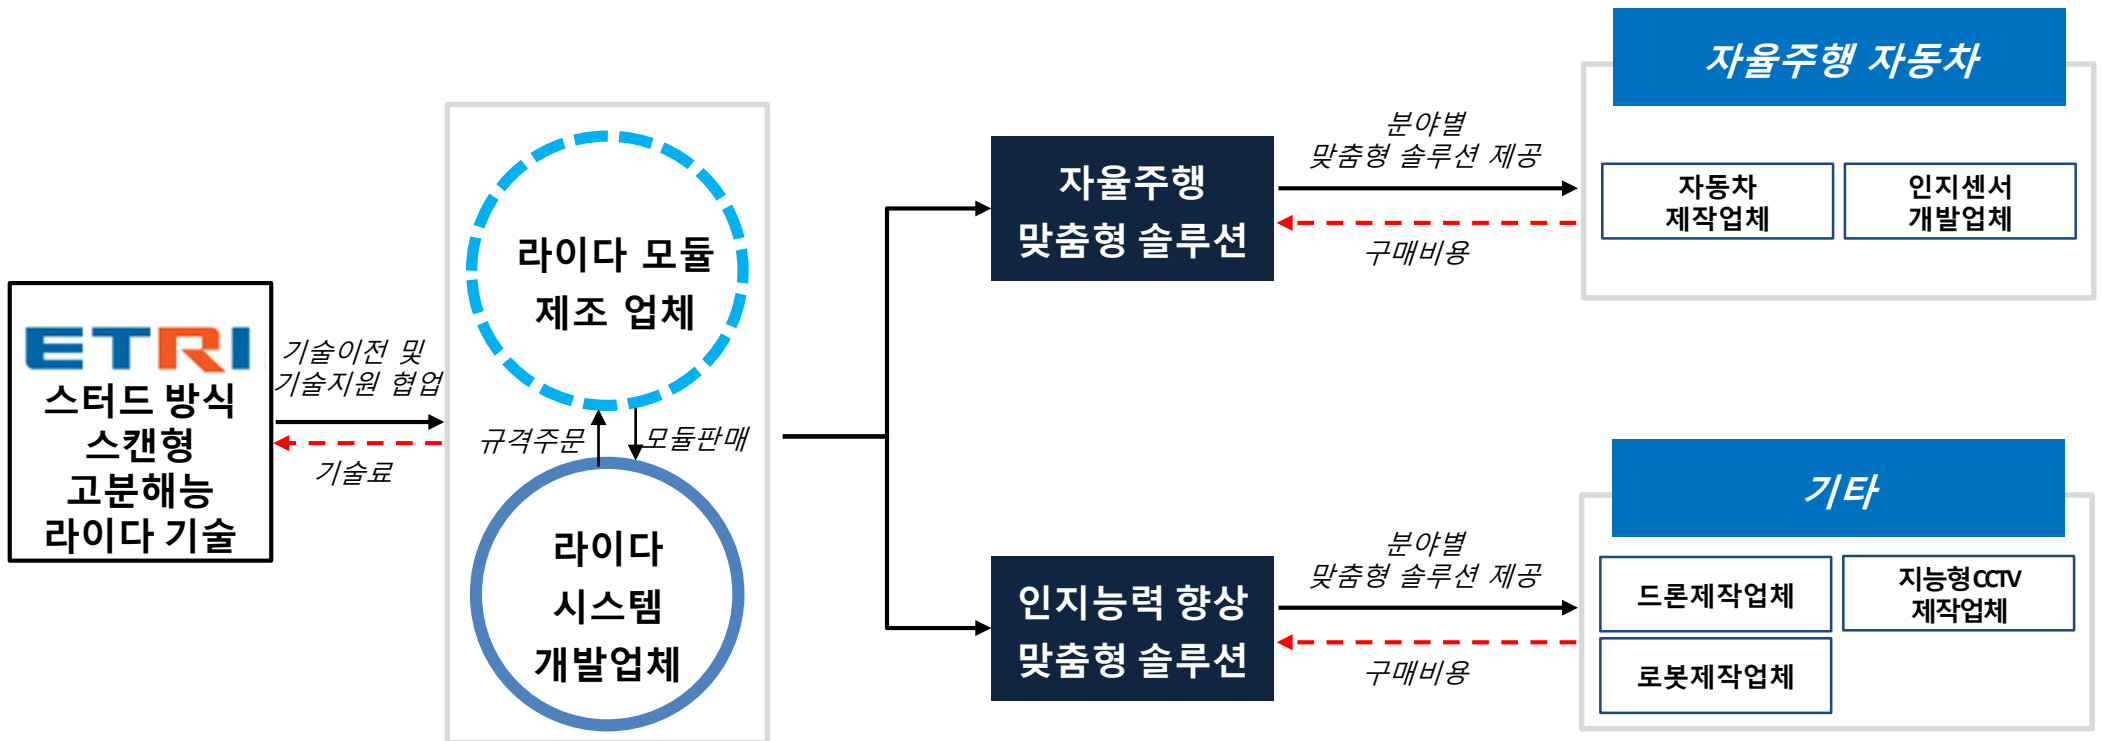 ETRI
스터드 방식
스캔형
고분해능
라이다 기술
기술이전 및
기술지원 협업
기술료
라이다 모듈
제조 업체
규격주문
모듈판매
라이다
시스템
개발업체
자율주행
맞춤형 솔루션
분야별
맞춤형 솔루션 제공
구매비용
자율주행 자동차
자동차
제작업체
인지센서
개발업체
인지능력 향상
맞춤형 솔루션
분야별
맞춤형 솔루션 제공
구매비용
기타
드론제작업체
지능형CCTV
제작업체
로봇제작업체